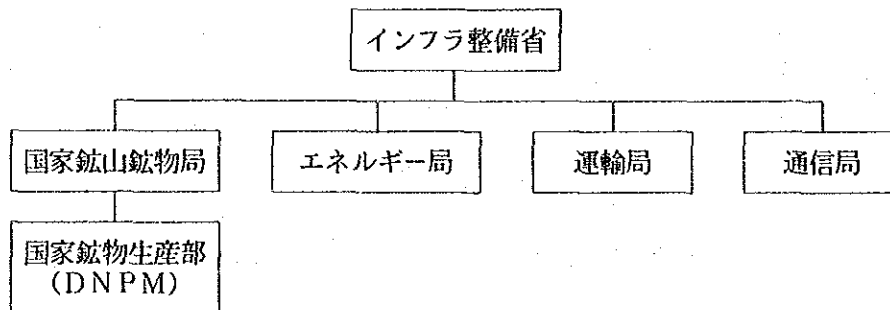 インフラ整備省
国家鉱山鉱物局
エネルギー局
運輸局
通信局
国家鉱物生産部
(DNPM)